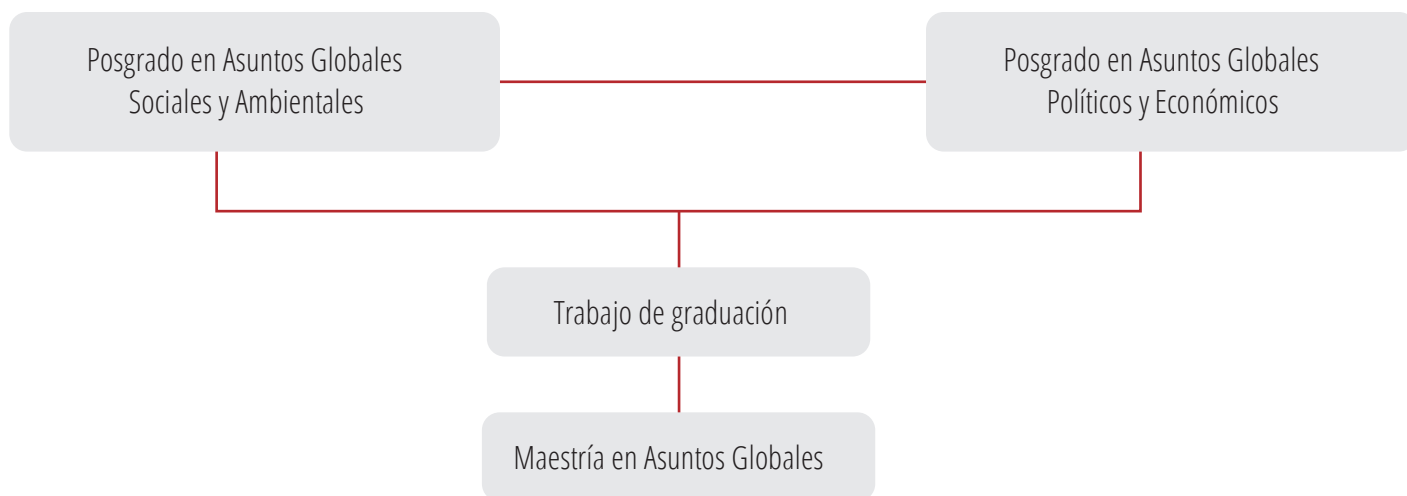 Posgrado en Asuntos Globales
Sociales y Ambientales
Posgrado en Asuntos Globales
Políticos y Económicos
Trabajo de graduación
Maestría en Asuntos Globales